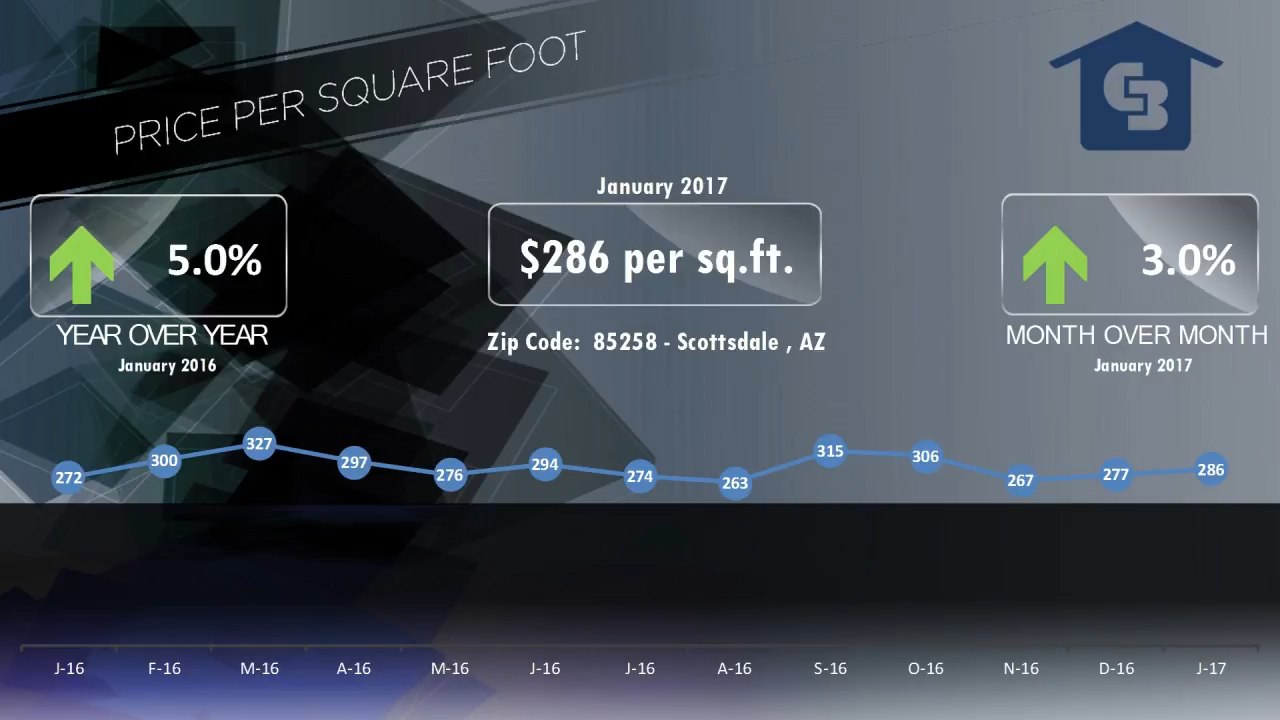 PRICE PER SQUARE FOOT
CB
January 2017
5.0%
$286 per sq.ft.
3.0%
YEAR OVER YEAR
Zip Code: 85258 - Scottsdale , AZ
MONTH OVER MONTH
January 2016
January 2017
272 300 327 297 276 294 274 263 315 306 267 277 286
J-16 F-16 M-16 A-16 M-16 J-16 J-16 A-16 S-16 O-16 N-16 D-16 J-17